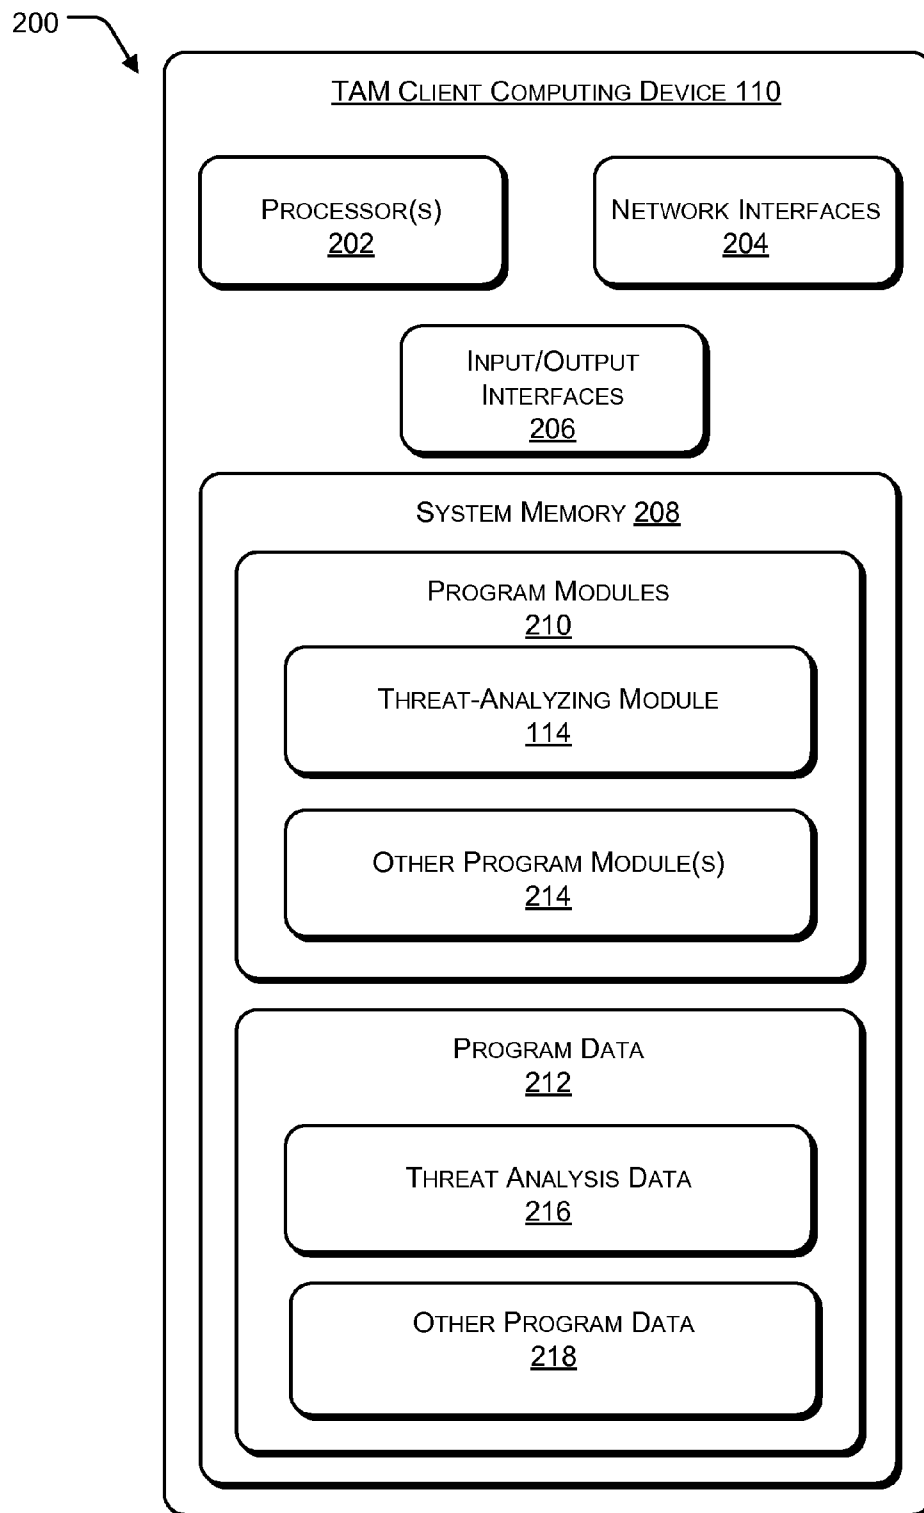 200
TAM CLIENT COMPUTING DEVICE 110
PROCESSOR(S)
202
NETWORK INTERFACES
204
INPUT/OUTPUT
INTERFACES
206
SYSTEM MEMORY 208
PROGRAM MODULES
210
THREAT-ANALYZING MODULE
114
OTHER PROGRAM MODULE(S)
214
PROGRAM DATA
212
THREAT ANALYSIS DATA
216
OTHER PROGRAM DATA
218